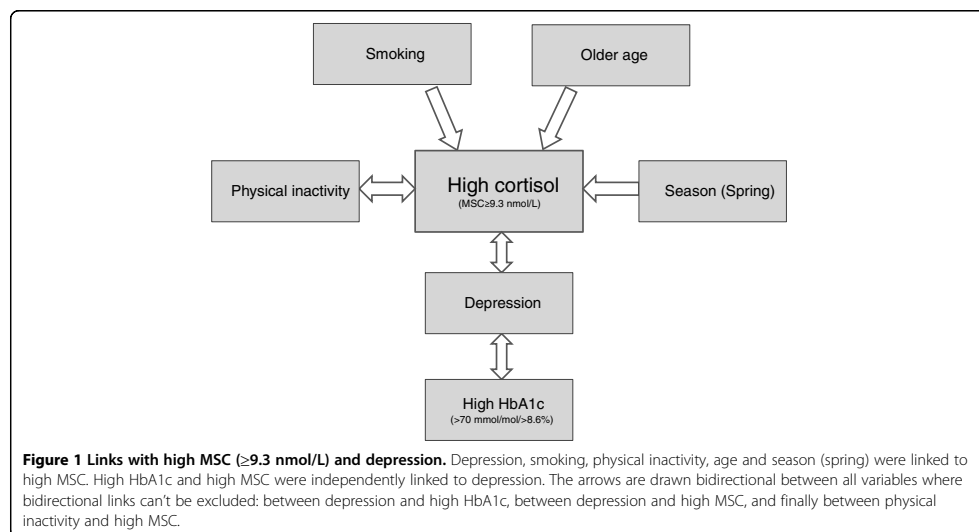 Smoking
Older age
Physical inactivity
High cortisol
(MSC≥9.3 nmol/L)
Season (Spring)
Depression
High HbA1c
(>70 mmol/mol/>8.6%)
Figure 1 Links with high MSC (≥9.3 nmol/L) and depression. Depression, smoking, physical inactivity, age and season (spring) were linked to
high MSC. High HbA1c and high MSC were independently linked to depression. The arrows are drawn bidirectional between all variables where
bidirectional links can't be excluded: between depression and high HbA1c, between depression and high MSC, and finally between physical
inactivity and high MSC.